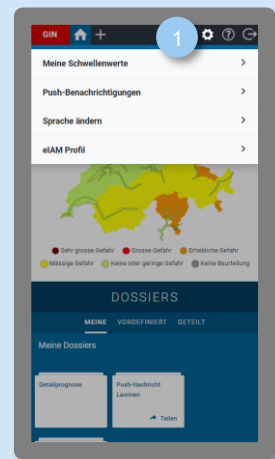 GIN
1
Meine Schwellenwerte
Push-Benachrichtigungen
Sprache ändern
eIAM Profil
Sehr grosse Gefahr Grosse Gefahr Erhebliche Gefahr
Mässige Gefahr Keine oder geringe Gefahr Keine Beurteilung
DOSSIERS
MEINE VORDEFINIERT GETEILT
Meine Dossiers
Detailprognose
Push-Nachricht
Lawinen
Teilen